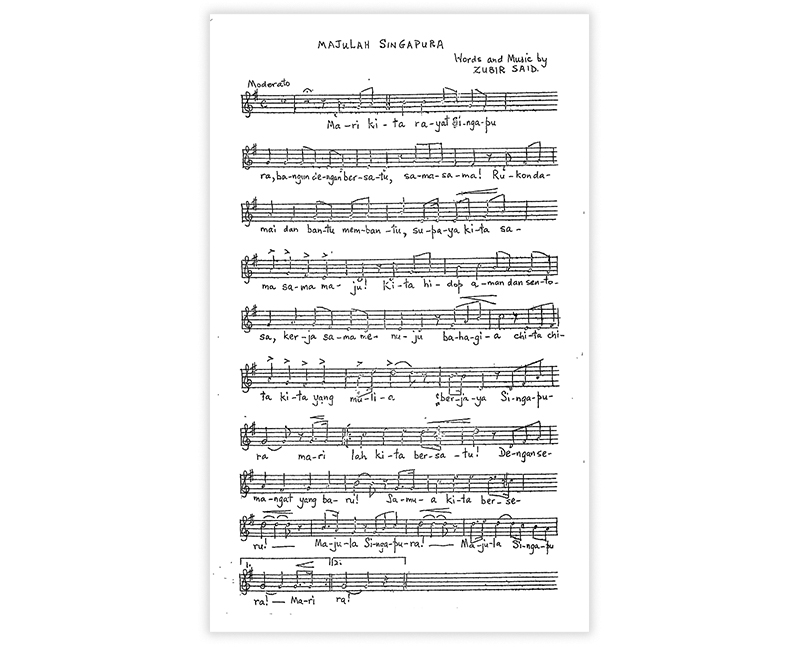 MAJULAH SINGAPURA
Words and Music by
ZUBIR SAID.
Moderato
Ma-ri ki-ta ra-yat Si-nga-pu
ra, ba-ngun de-ngan ber-sa-tu, sa-ma-sa-ma! Ru-kon da-
mai dan ban-tu mem-ban-tu, su-pa-ya ki-ta sa-
ma sa-ma ma-ju! Ki-ta hi-dop a-man dan sen-to-
sa, ker-ja sa-ma me-nu-ju ba-ha-gi-a chi-ta chi-
ta ki-ta yang mu-li-a ber-ja-ya Si-nga-pu-
ra ma-ri lah ki-ta ber-sa-tu! De-ngan se-
ma-ngat yang ba-ru! Sa-mu-a ki-ta ber-se-
ru! — Ma-ju-la Si-nga-pu-ra! — Ma-ju-la Si-nga-pu
1. 2.
ra! — Ma-ri ra!